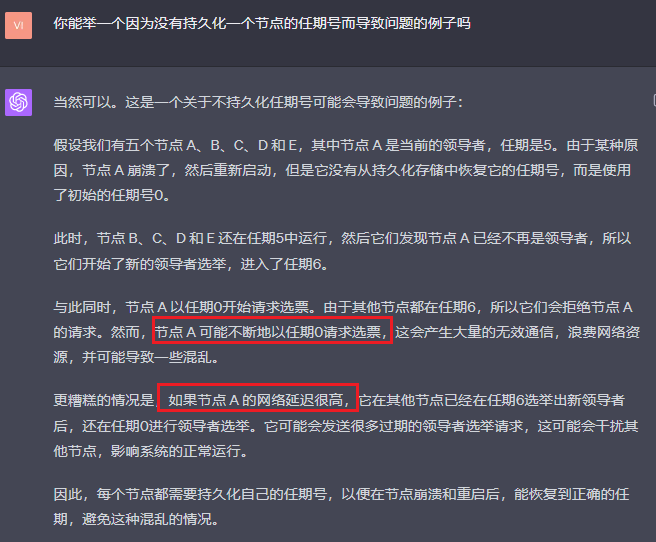 VI
你能举一个因为没有持久化一个节点的任期号而导致问题的例子吗
当然可以。这是一个关于不持久化任期号可能会导致问题的例子：
假设我们有五个节点 A、B、C、D 和 E，其中节点 A 是当前的领导者，任期是5。由于某种原
因，节点 A 崩溃了，然后重新启动，但是它没有从持久化存储中恢复它的任期号，而是使用
了初始的任期号0。
此时，节点 B、C、D 和 E 还在任期5中运行，然后它们发现节点 A 已经不再是领导者，所以
它们开始了新的领导者选举，进入了任期6。
与此同时，节点 A 以任期0开始请求选票。由于其他节点都在任期6，所以它们会拒绝节点 A
的请求。然而，节点 A 可能不断地以任期0请求选票，这会产生大量的无效通信，浪费网络资
源，并可能导致一些混乱。
更糟糕的情况是，如果节点 A 的网络延迟很高，它在其他节点已经在任期6选举出新领导者
后，还在任期0进行领导者选举。它可能会发送很多过期的领导者选举请求，这可能会干扰其
他节点，影响系统的正常运行。
因此，每个节点都需要持久化自己的任期号，以便在节点崩溃和重启后，能恢复到正确的任
期，避免这种混乱的情况。